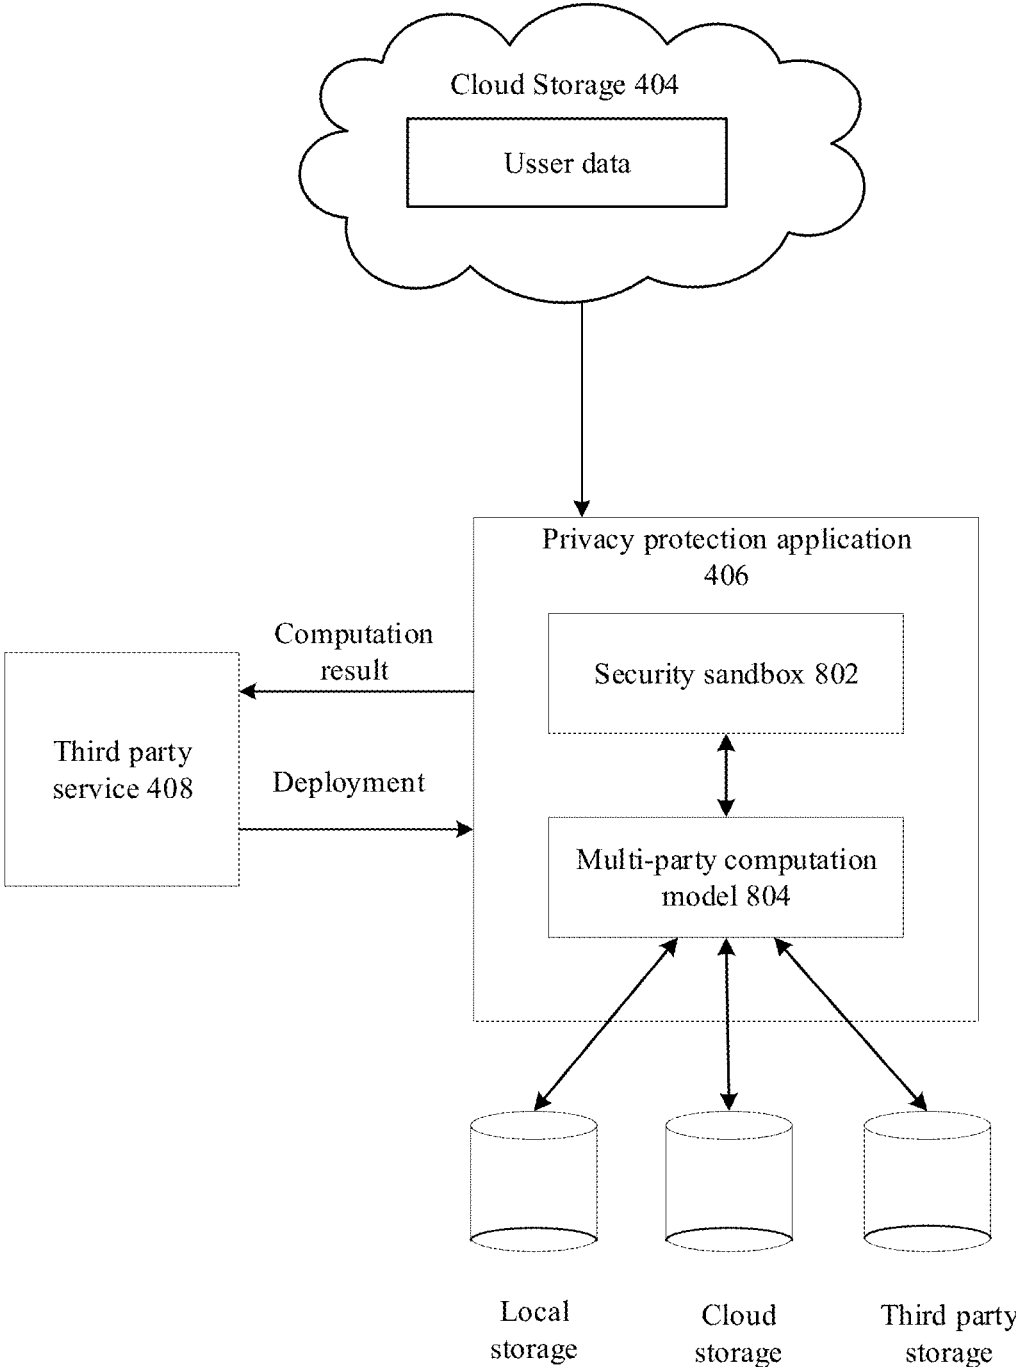 Cloud Storage 404
Usser data
Privacy protection application
406
Computation
result
Security sandbox 802
Third party
service 408
Deployment
Multi-party computation
model 804
Local
storage
Cloud
storage
Third party
storage